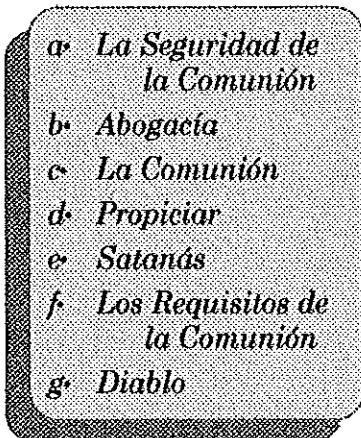 a• La Seguridad de
la Comunión
b• Abogacía
c• La Comunión
d• Propiciar
e• Satanás
f• Los Requisitos de
la Comunión
g• Diablo